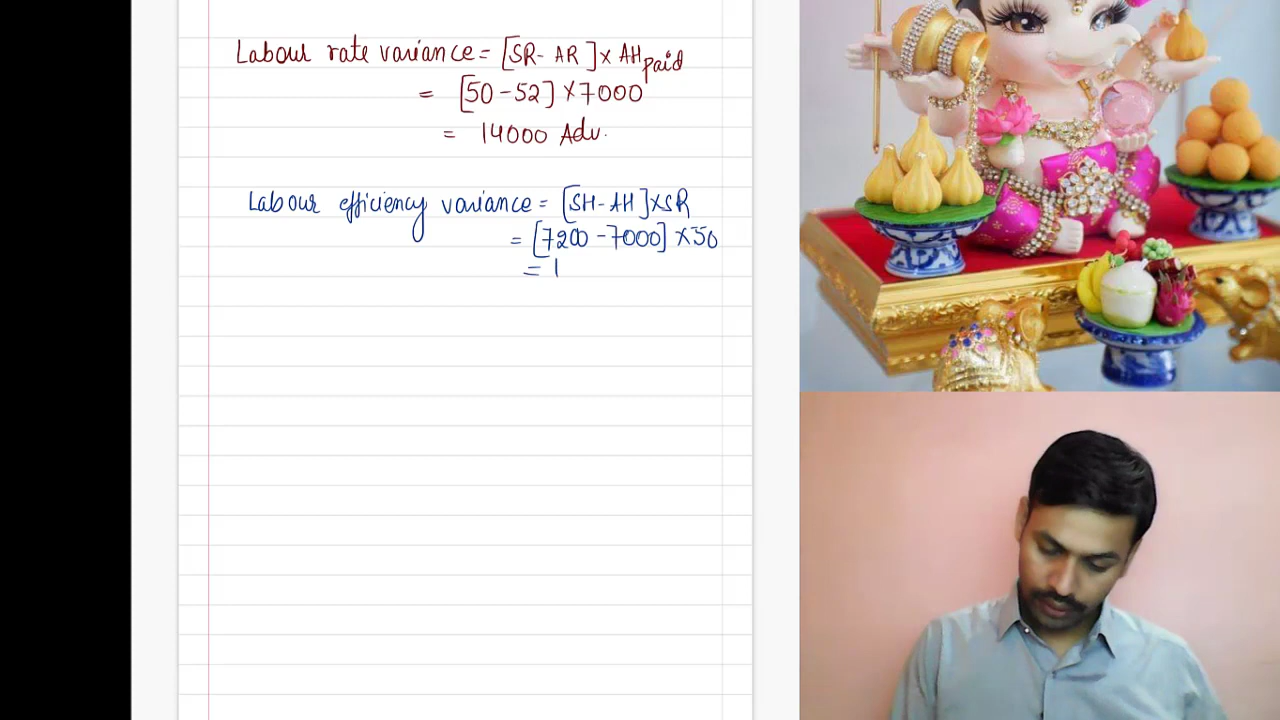 Labour rate variance = [SR- AR] x AH paid
= [50 - 52] x 7000
= 14000 Adv.
Labour efficiency variance = [SH- AH] x SR
= [7200 - 7000] x 50
= 1